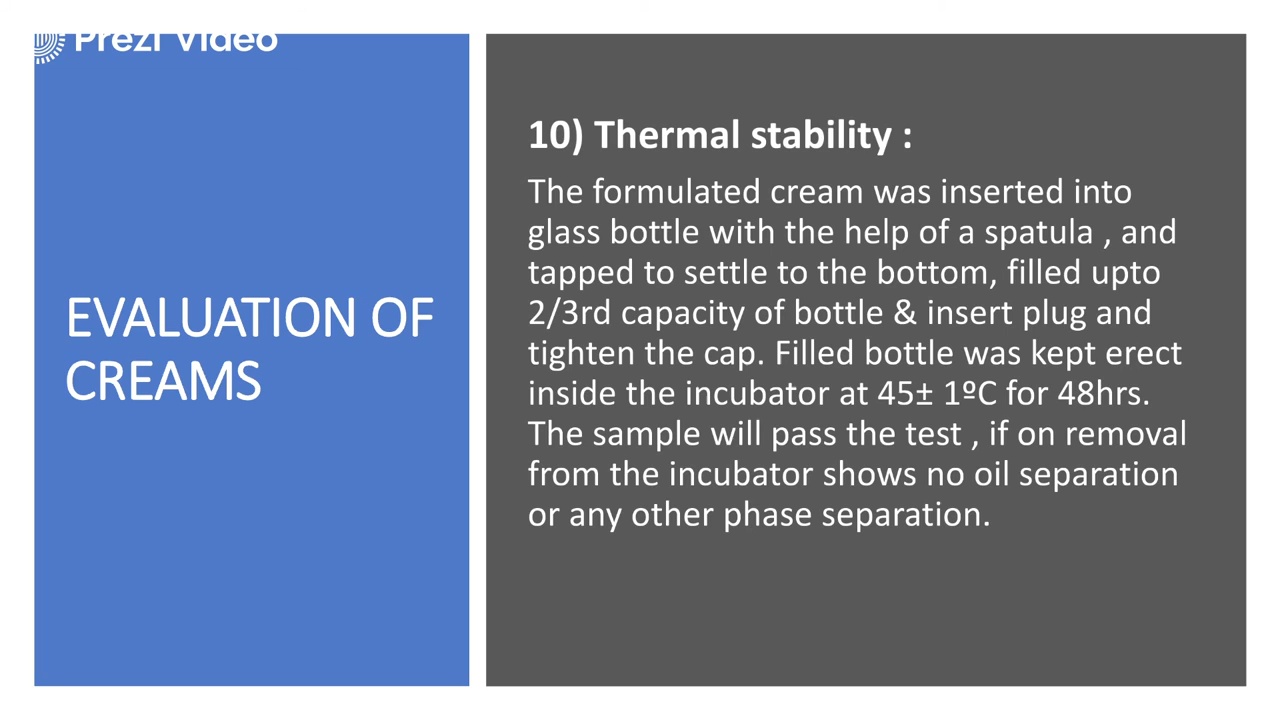 Prezi Video
EVALUATION OF
CREAMS
10) Thermal stability :
The formulated cream was inserted into
glass bottle with the help of a spatula , and
tapped to settle to the bottom, filled upto
2/3rd capacity of bottle & insert plug and
tighten the cap. Filled bottle was kept erect
inside the incubator at 45± 1ºC for 48hrs.
The sample will pass the test , if on removal
from the incubator shows no oil separation
or any other phase separation.